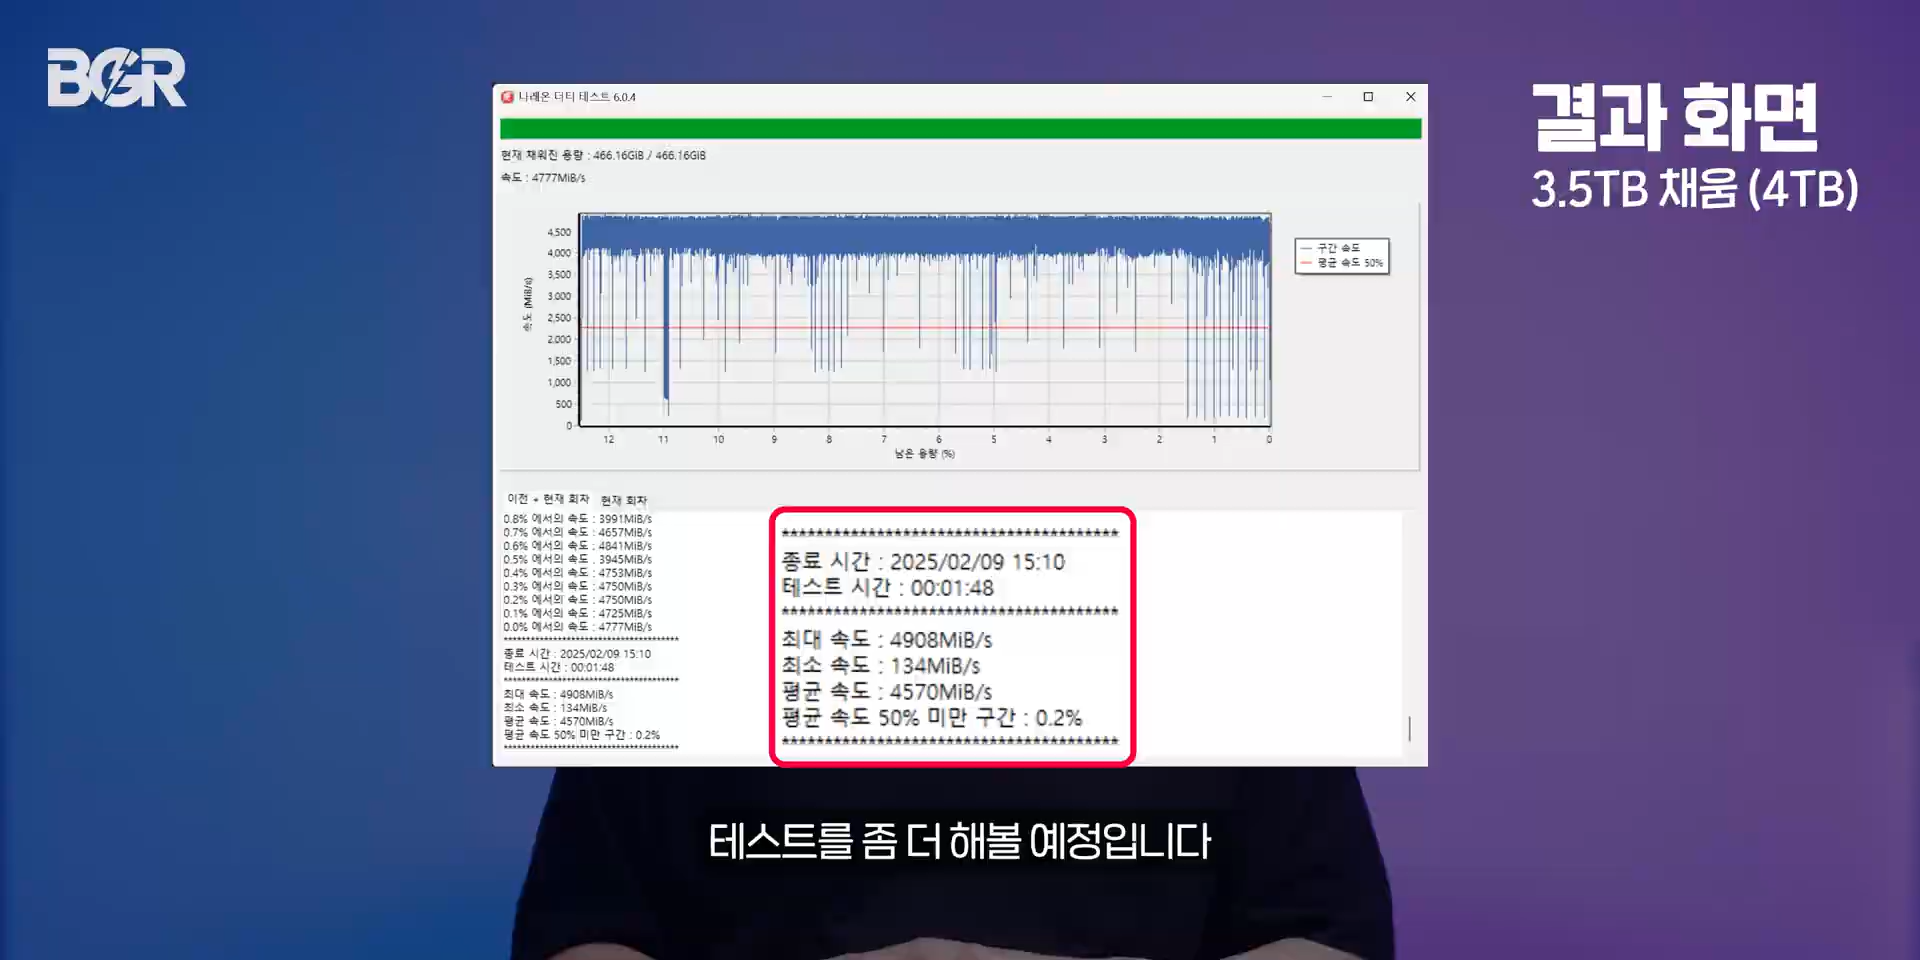 BGR
결과 화면
3.5TB 채움 (4TB)
나래온 더티 테스트 6.0.4
현재 채워진 용량 : 466.16GiB / 466.16GiB
속도 : 4777MiB/s
속도 (MiB/s)
4,500
4,000
3,500
3,000
2,500
2,000
1,500
1,000
500
0
12 11 10 9 8 7 6 5 4 3 2 1 0
남은 용량 (%)
구간 속도
평균 속도 50%
이전 + 현재 회차 현재 회차
0.8% 에서의 속도 : 3991MiB/s
0.7% 에서의 속도 : 4657MiB/s
0.6% 에서의 속도 : 4841MiB/s
0.5% 에서의 속도 : 3945MiB/s
0.4% 에서의 속도 : 4753MiB/s
0.3% 에서의 속도 : 4750MiB/s
0.2% 에서의 속도 : 4750MiB/s
0.1% 에서의 속도 : 4725MiB/s
0.0% 에서의 속도 : 4777MiB/s
****************************************
종료 시간 : 2025/02/09 15:10
테스트 시간 : 00:01:48
****************************************
최대 속도 : 4908MiB/s
최소 속도 : 134MiB/s
평균 속도 : 4570MiB/s
평균 속도 50% 미만 구간 : 0.2%
****************************************
****************************************
종료 시간 : 2025/02/09 15:10
테스트 시간 : 00:01:48
****************************************
최대 속도 : 4908MiB/s
최소 속도 : 134MiB/s
평균 속도 : 4570MiB/s
평균 속도 50% 미만 구간 : 0.2%
****************************************
테스트를 좀 더 해볼 예정입니다